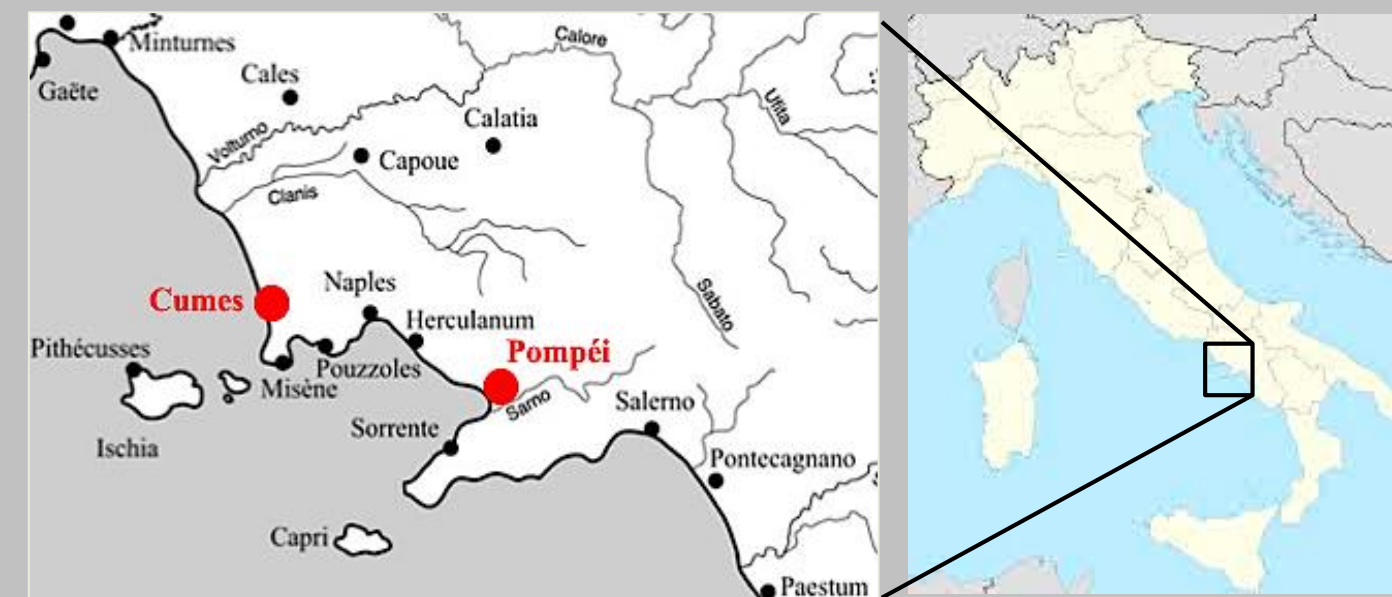 Minturnes
Gaëte
Cales
Calore
Volturno
Calatia
Ufita
Capoue
Clanis
Cumes
Naples
Sabato
Herculanum
Pithécusses
Pompéi
Pouzzoles
Misène
Sarno
Salerno
Sorrente
Ischia
Pontecagnano
Capri
Paestum